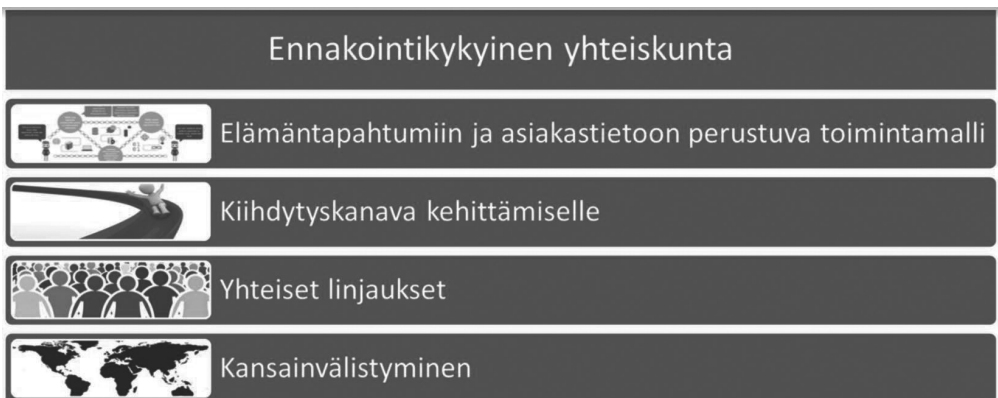 Ennakointikykyinen yhteiskunta
Elämäntapahtumiin ja asiakastietoon perustuva toimintamalli
Kiihdytyskanava kehittämiselle
Yhteiset linjaukset
Kansainvälistyminen